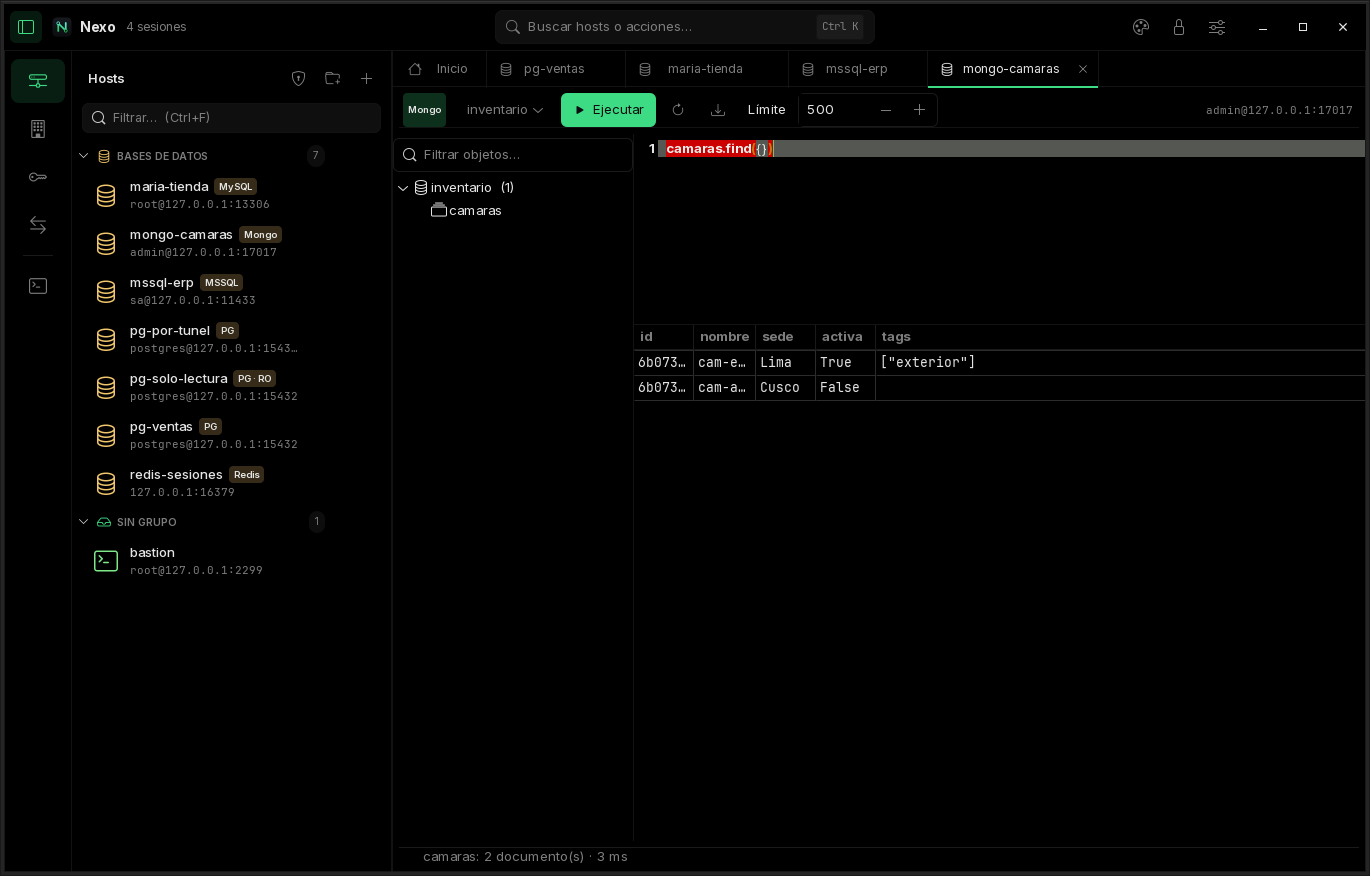 Nexo 4 sesiones
Buscar hosts o acciones… Ctrl K
Hosts
Filtrar… (Ctrl+F)
BASES DE DATOS 7
maria-tienda MySQL
root@127.0.0.1:13306
mongo-camaras Mongo
admin@127.0.0.1:17017
mssql-erp MSSQL
sa@127.0.0.1:11433
pg-por-tunel PG
postgres@127.0.0.1:1543…
pg-solo-lectura PG · RO
postgres@127.0.0.1:15432
pg-ventas PG
postgres@127.0.0.1:15432
redis-sesiones Redis
127.0.0.1:16379
SIN GRUPO 1
bastion
root@127.0.0.1:2299
Inicio pg-ventas maria-tienda mssql-erp mongo-camaras
Mongo inventario Ejecutar Límite 500 admin@127.0.0.1:17017
Filtrar objetos…
inventario (1)
camaras
1 camaras.find({})
id nombre sede activa tags
6b073… cam-e… Lima True ["exterior"]
6b073… cam-a… Cusco False
camaras: 2 documento(s) · 3 ms